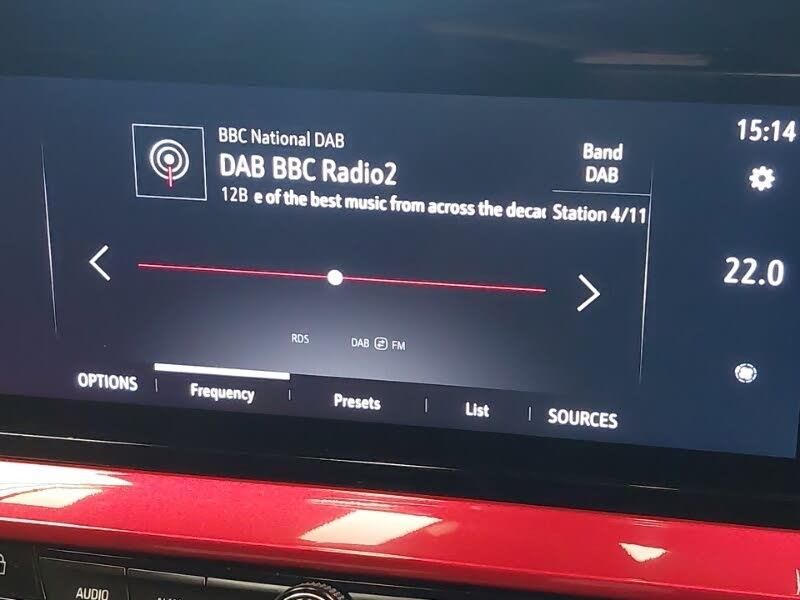 BBC National DAB
DAB BBC Radio2
12B e of the best music from across the decad
Band
DAB
Station 4/11
15:14
22.0
RDS
DAB FM
OPTIONS
Frequency
Presets
List
SOURCES
AUDIO